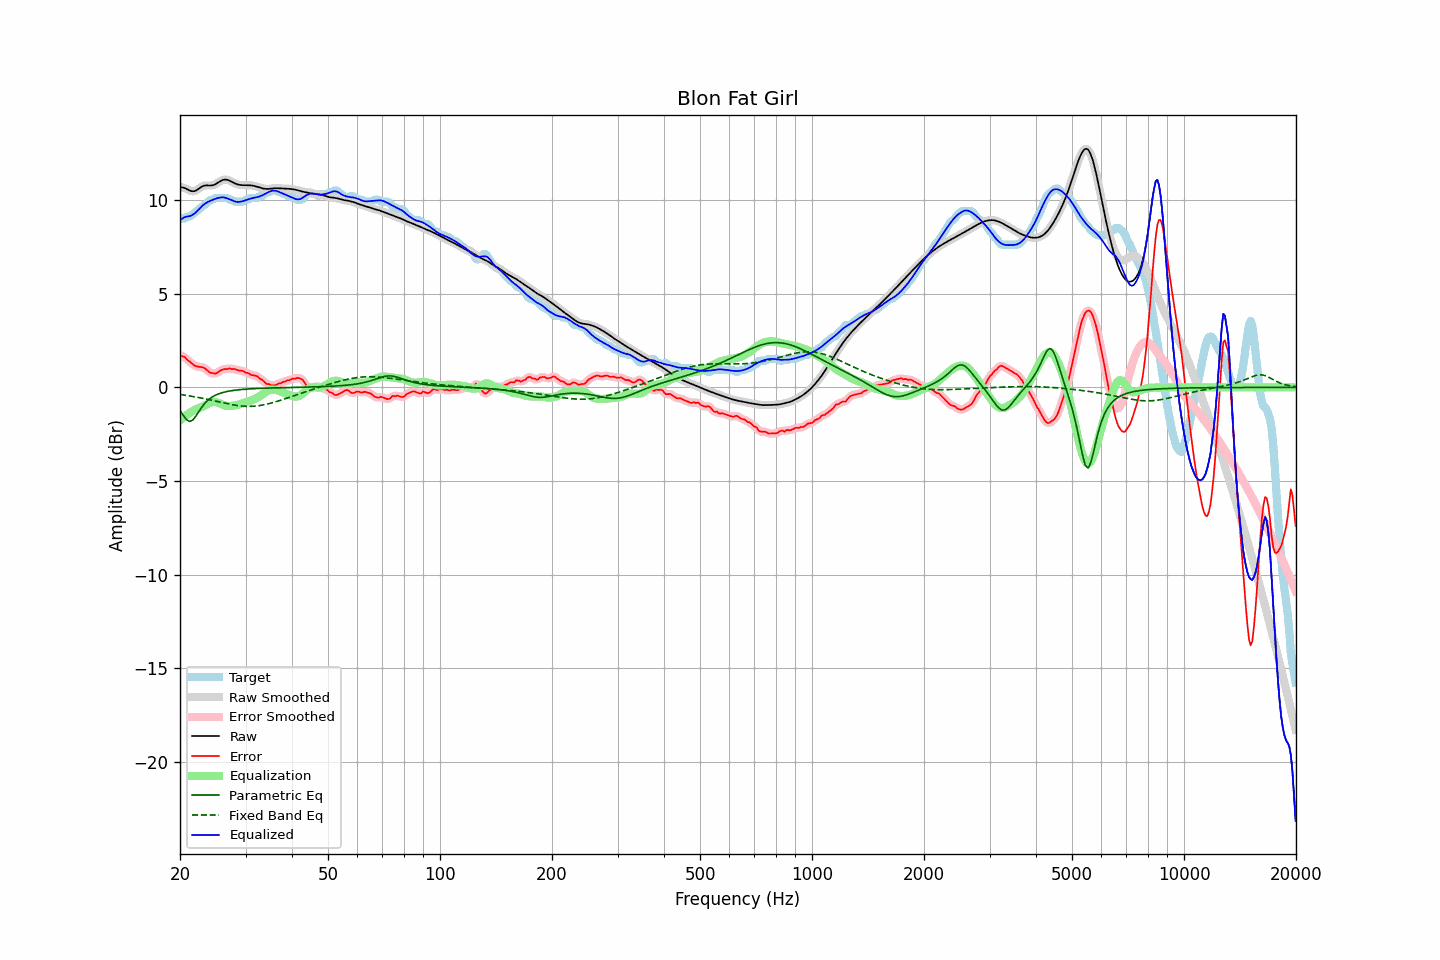 Blon Fat Girl
Amplitude (dBr)
10
5
0
−5
−10
−15
−20
Target
Raw Smoothed
Error Smoothed
Raw
Error
Equalization
Parametric Eq
Fixed Band Eq
Equalized
20 50 100 200 500 1000 2000 5000 10000 20000
Frequency (Hz)